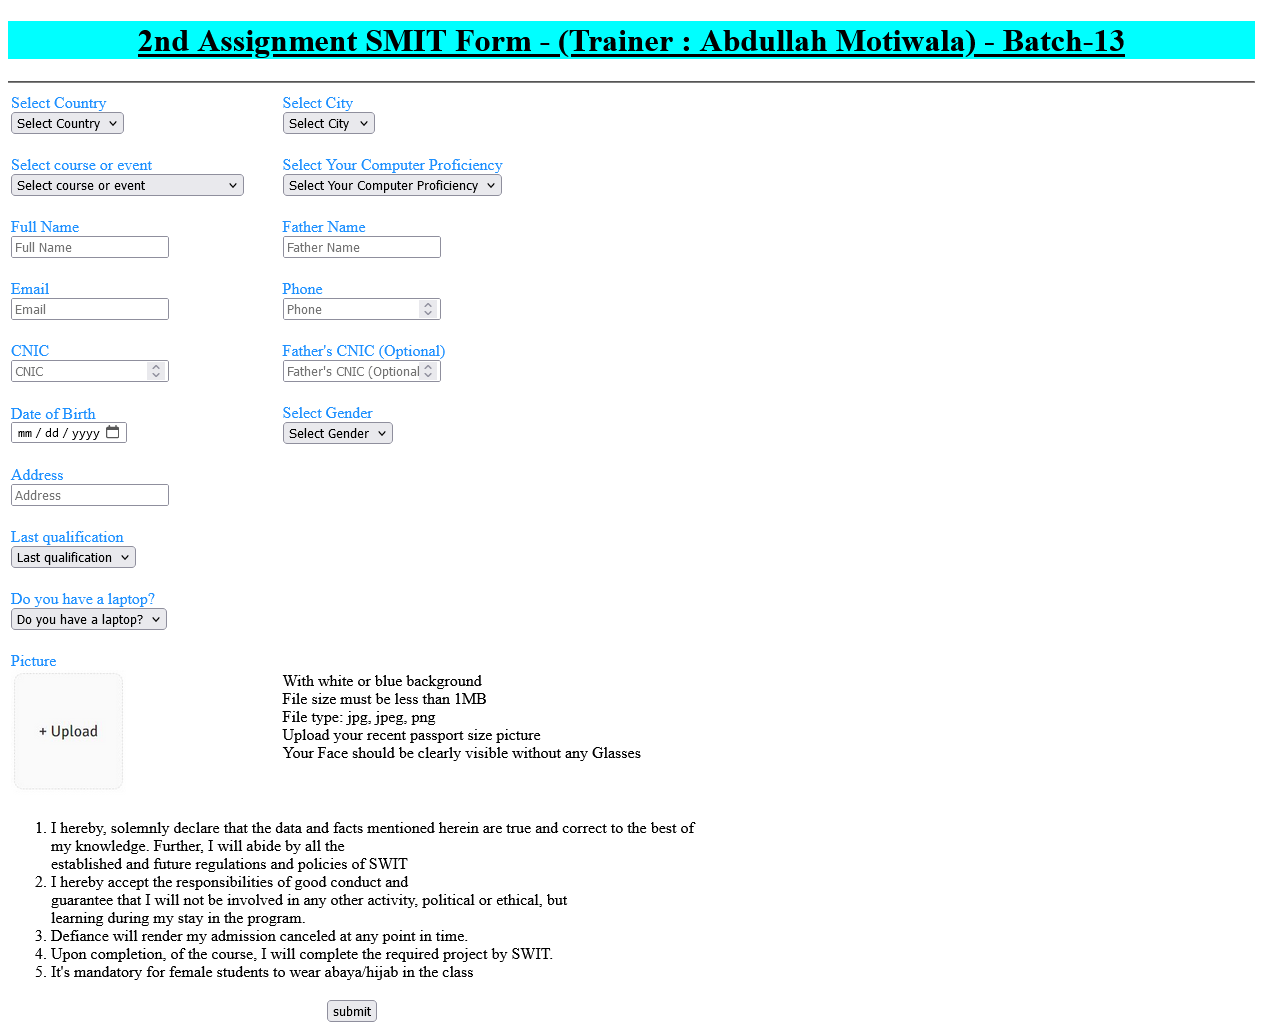 2nd Assignment SMIT Form - (Trainer : Abdullah Motiwala) - Batch-13
Select Country
Select City
Select Country
Select City
Select course or event
Select Your Computer Proficiency
Select course or event
Select Your Computer Proficiency
Full Name
Father Name
Full Name
Father Name
Email
Phone
Email
Phone
CNIC
Father's CNIC (Optional)
CNIC
Father's CNIC (Optional
Date of Birth
Select Gender
mm / dd / yyyy
Select Gender
Address
Address
Last qualification
Last qualification
Do you have a laptop?
Do you have a laptop?
Picture
+ Upload
With white or blue background
File size must be less than 1MB
File type: jpg, jpeg, png
Upload your recent passport size picture
Your Face should be clearly visible without any Glasses
1. I hereby, solemnly declare that the data and facts mentioned herein are true and correct to the best of
my knowledge. Further, I will abide by all the
established and future regulations and policies of SWIT
2. I hereby accept the responsibilities of good conduct and
guarantee that I will not be involved in any other activity, political or ethical, but
learning during my stay in the program.
3. Defiance will render my admission canceled at any point in time.
4. Upon completion, of the course, I will complete the required project by SWIT.
5. It's mandatory for female students to wear abaya/hijab in the class
submit